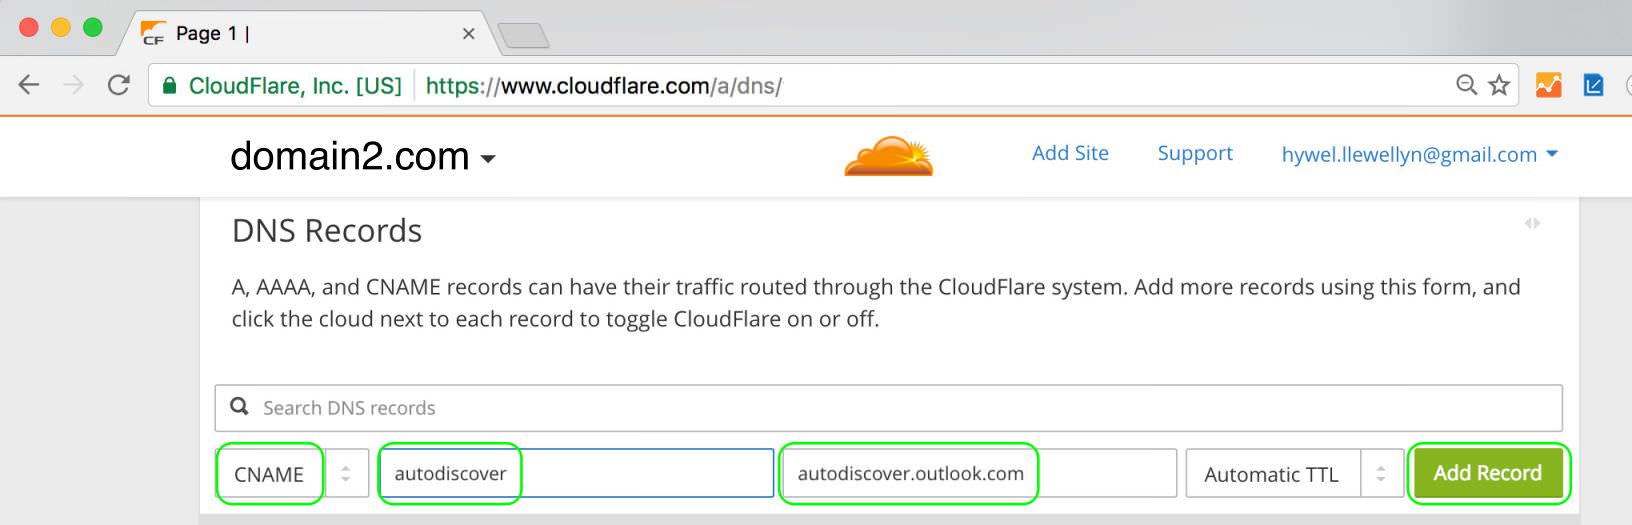 CF Page 1 |
CloudFlare, Inc. [US] https://www.cloudflare.com/a/dns/
domain2.com Add Site Support hywel.llewellyn@gmail.com
DNS Records
A, AAAA, and CNAME records can have their traffic routed through the CloudFlare system. Add more records using this form, and
click the cloud next to each record to toggle CloudFlare on or off.
Search DNS records
CNAME autodiscover autodiscover.outlook.com Automatic TTL Add Record